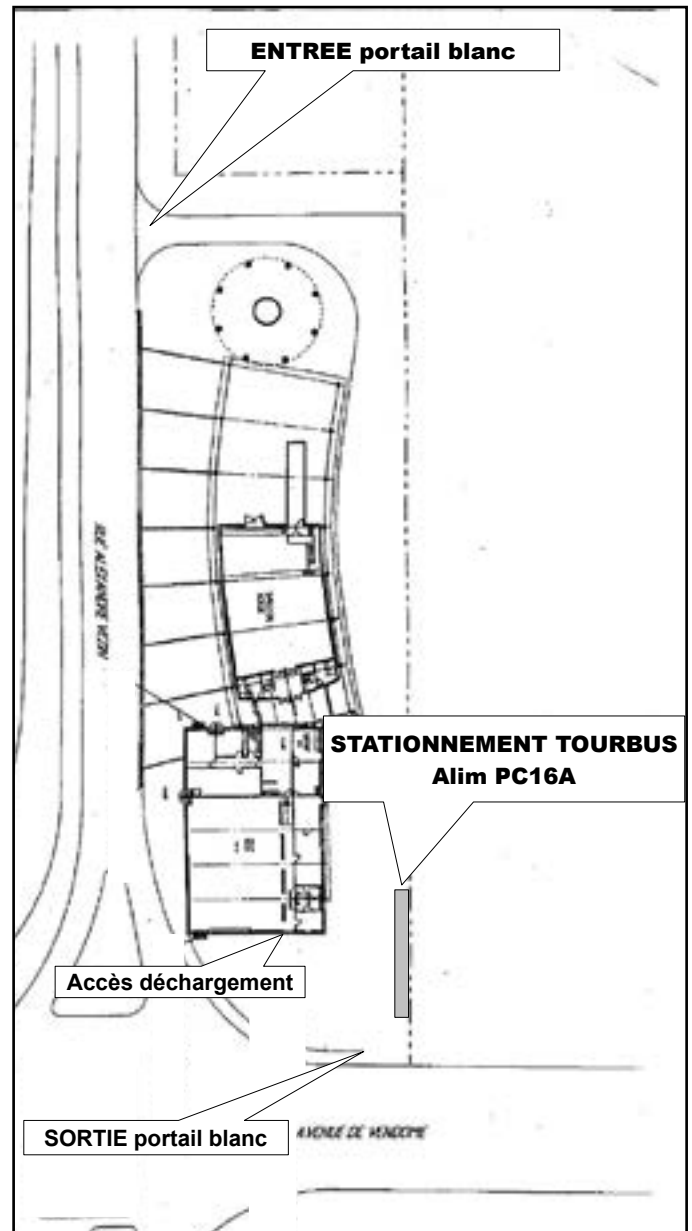 ENTREE portail blanc
STATIONNEMENT TOURBUS
Alim PC16A
Accès déchargement
SORTIE portail blanc
AVENUE DE VENDOME